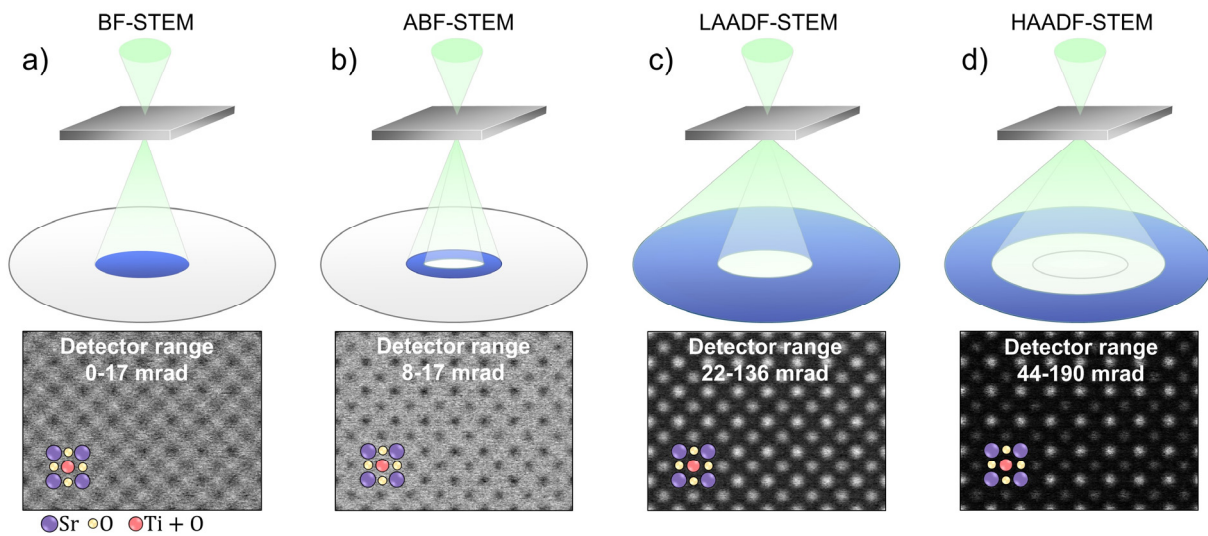 BF-STEM
ABF-STEM
LAADF-STEM
HAADF-STEM
a)
b)
c)
d)
Detector range
0-17 mrad
Detector range
8-17 mrad
Detector range
22-136 mrad
Detector range
44-190 mrad
Sr O Ti + O